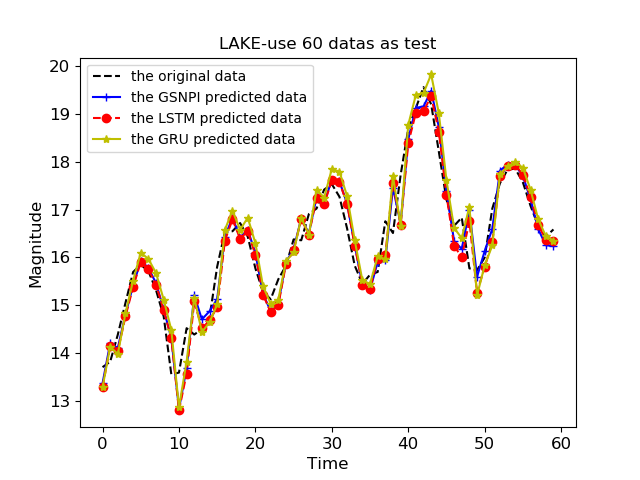 LAKE-use 60 datas as test
the original data
the GSNPI predicted data
the LSTM predicted data
the GRU predicted data
Magnitude
20
19
18
17
16
15
14
13
0 10 20 30 40 50 60
Time